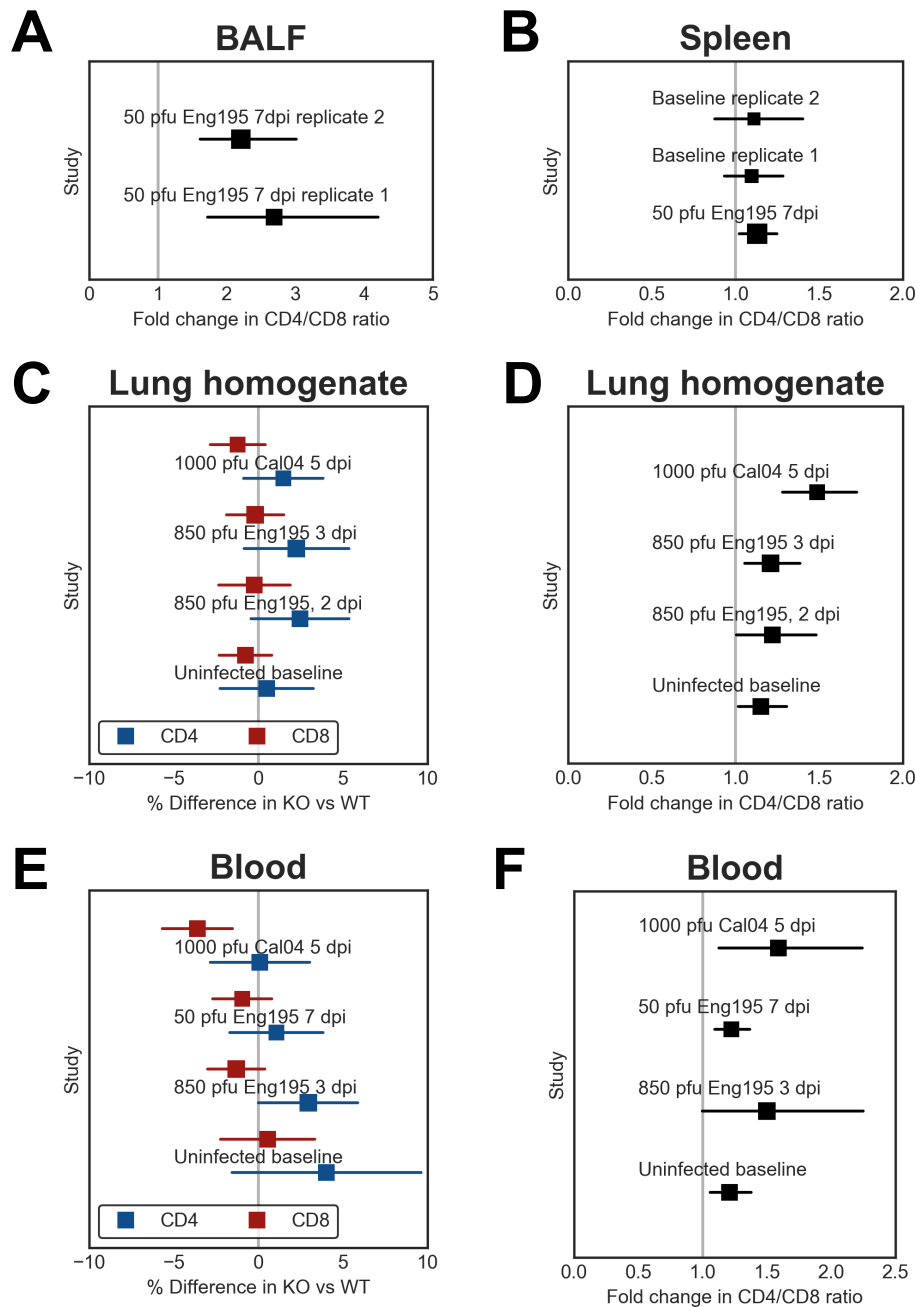 A
BALF
50 pfu Eng195 7dpi replicate 2
50 pfu Eng195 7 dpi replicate 1
Study
0 1 2 3 4 5
Fold change in CD4/CD8 ratio
B
Spleen
Baseline replicate 2
Baseline replicate 1
50 pfu Eng195 7dpi
Study
0.0 0.5 1.0 1.5 2.0
Fold change in CD4/CD8 ratio
C
Lung homogenate
1000 pfu Cal04 5 dpi
850 pfu Eng195 3 dpi
850 pfu Eng195, 2 dpi
Uninfected baseline
Study
CD4 CD8
−10 −5 0 5 10
% Difference in KO vs WT
D
Lung homogenate
1000 pfu Cal04 5 dpi
850 pfu Eng195 3 dpi
850 pfu Eng195, 2 dpi
Uninfected baseline
Study
0.0 0.5 1.0 1.5 2.0
Fold change in CD4/CD8 ratio
E
Blood
1000 pfu Cal04 5 dpi
50 pfu Eng195 7 dpi
850 pfu Eng195 3 dpi
Uninfected baseline
Study
CD4 CD8
−10 −5 0 5 10
% Difference in KO vs WT
F
Blood
1000 pfu Cal04 5 dpi
50 pfu Eng195 7 dpi
850 pfu Eng195 3 dpi
Uninfected baseline
Study
0.0 0.5 1.0 1.5 2.0 2.5
Fold change in CD4/CD8 ratio